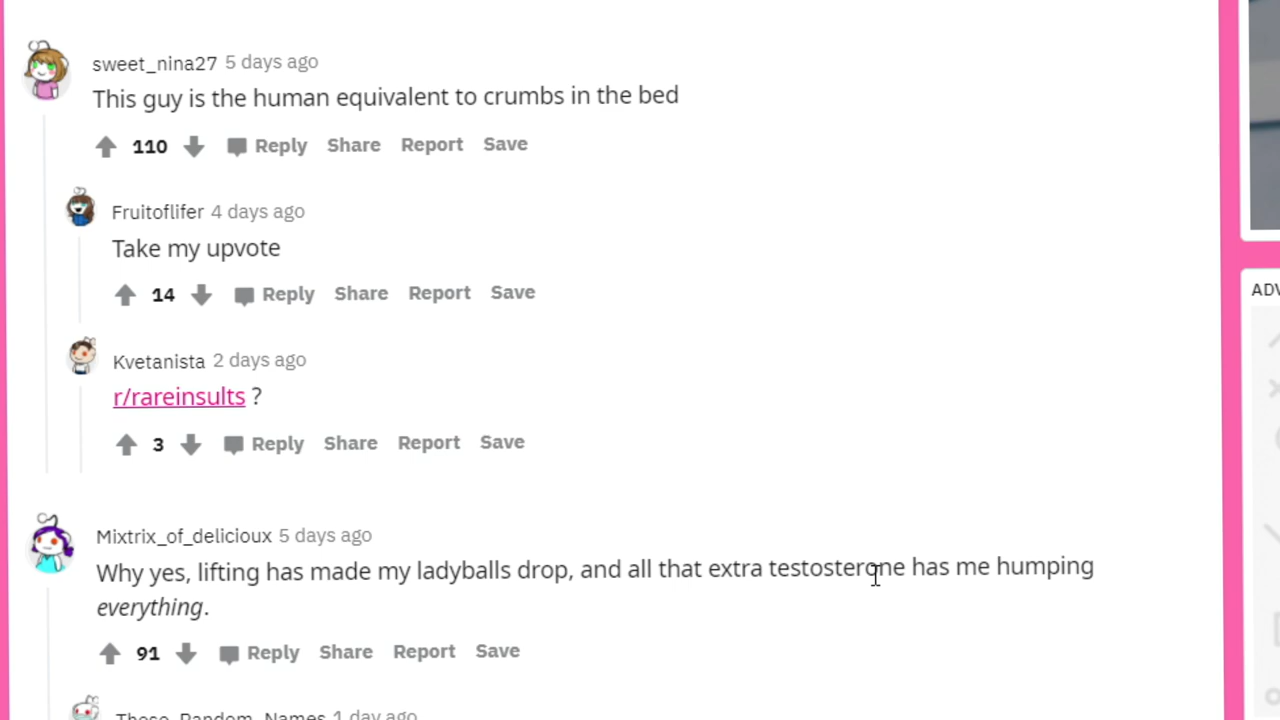 sweet_nina27 5 days ago
This guy is the human equivalent to crumbs in the bed
110 Reply Share Report Save
Fruitoflifer 4 days ago
Take my upvote
14 Reply Share Report Save
Kvetanista 2 days ago
r/rareinsults ?
3 Reply Share Report Save
Mixtrix_of_delicioux 5 days ago
Why yes, lifting has made my ladyballs drop, and all that extra testosterone has me humping
everything.
91 Reply Share Report Save
Those_Random_Names 1 day ago
ADV